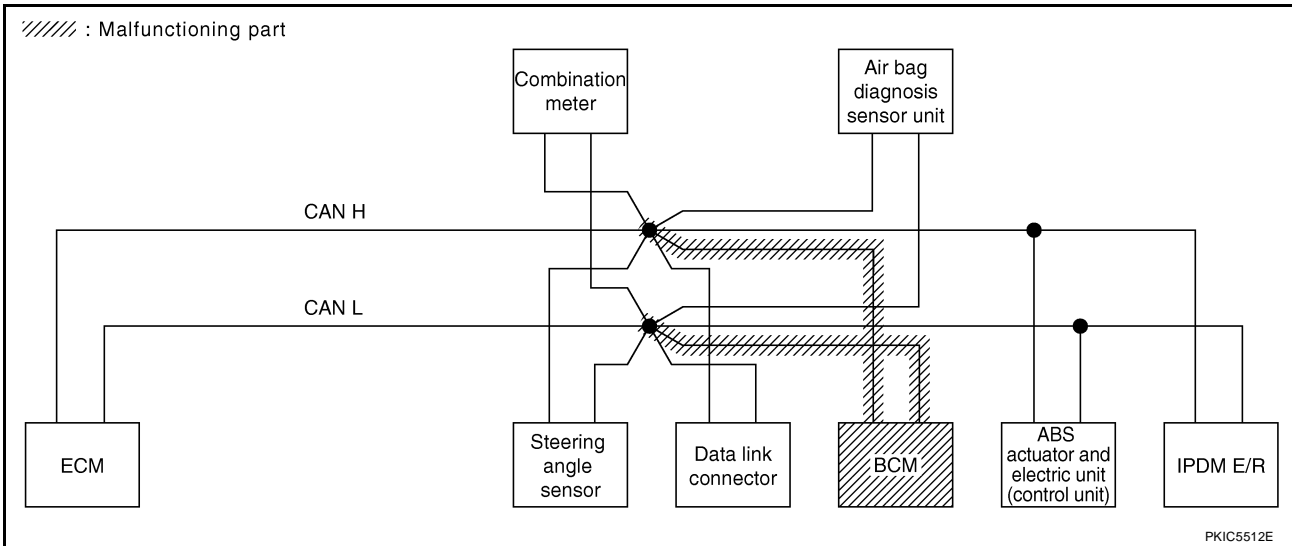 : Malfunctioning part
Combination
meter
Air bag
diagnosis
sensor unit
CAN H
CAN L
ECM
Steering
angle
sensor
Data link
connector
BCM
ABS
actuator and
electric unit
(control unit)
IPDM E/R
PKIC5512E